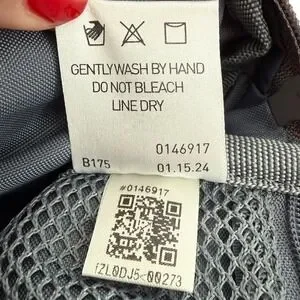 GENTLY WASH BY HAND
DO NOT BLEACH
LINE DRY
0146917
B175 01.15.24
#0146917
fZL0DJ5<00273